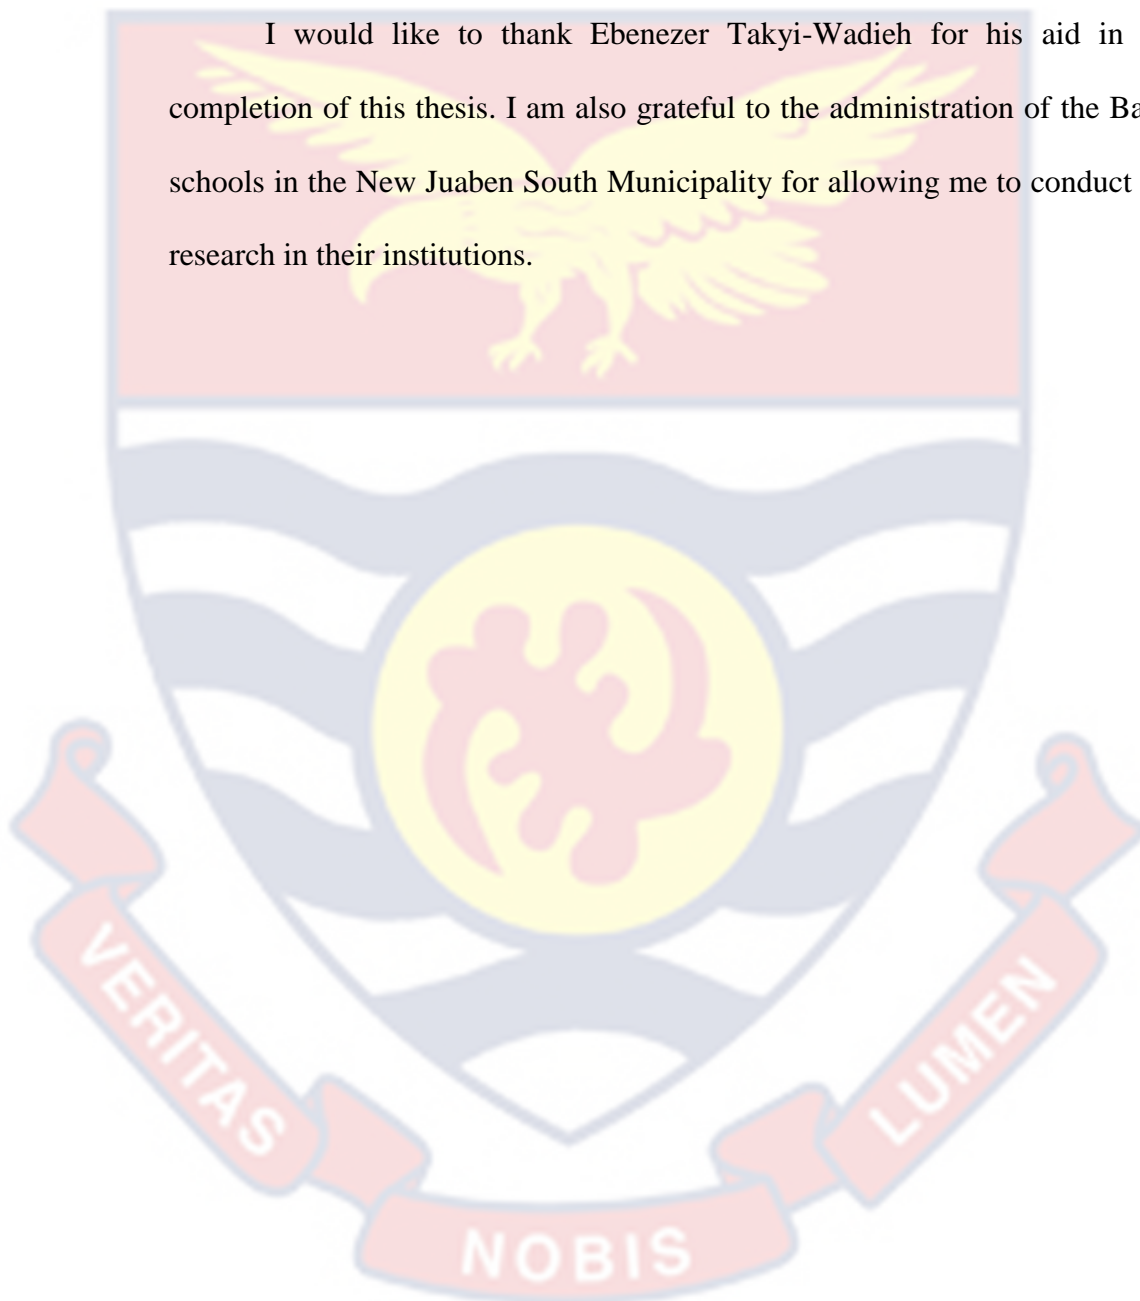 I would like to thank Ebenezer Takyi-Wadieh for his aid in
completion of this thesis. I am also grateful to the administration of the Ba
schools in the New Juaben South Municipality for allowing me to conduct
research in their institutions.
VERITAS
NOBIS
LUMEN